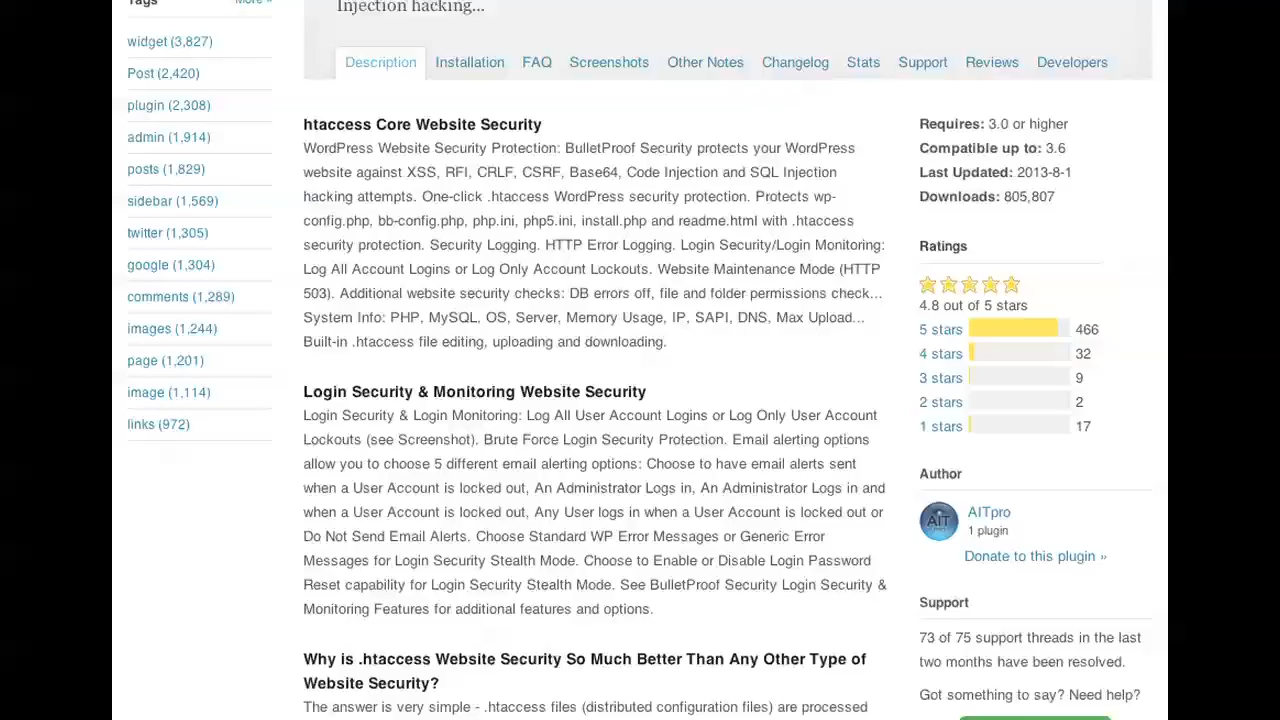 Injection hacking...
Tags
More »
widget (3,827)
Post (2,420)
plugin (2,308)
admin (1,914)
posts (1,829)
sidebar (1,569)
twitter (1,305)
google (1,304)
comments (1,289)
images (1,244)
page (1,201)
image (1,114)
links (972)
Description Installation FAQ Screenshots Other Notes Changelog Stats Support Reviews Developers
htaccess Core Website Security
WordPress Website Security Protection: BulletProof Security protects your WordPress
website against XSS, RFI, CRLF, CSRF, Base64, Code Injection and SQL Injection
hacking attempts. One-click .htaccess WordPress security protection. Protects wp-
config.php, bb-config.php, php.ini, php5.ini, install.php and readme.html with .htaccess
security protection. Security Logging. HTTP Error Logging. Login Security/Login Monitoring:
Log All Account Logins or Log Only Account Lockouts. Website Maintenance Mode (HTTP
503). Additional website security checks: DB errors off, file and folder permissions check...
System Info: PHP, MySQL, OS, Server, Memory Usage, IP, SAPI, DNS, Max Upload...
Built-in .htaccess file editing, uploading and downloading.
Login Security & Monitoring Website Security
Login Security & Login Monitoring: Log All User Account Logins or Log Only User Account
Lockouts (see Screenshot). Brute Force Login Security Protection. Email alerting options
allow you to choose 5 different email alerting options: Choose to have email alerts sent
when a User Account is locked out, An Administrator Logs in, An Administrator Logs in and
when a User Account is locked out, Any User logs in when a User Account is locked out or
Do Not Send Email Alerts. Choose Standard WP Error Messages or Generic Error
Messages for Login Security Stealth Mode. Choose to Enable or Disable Login Password
Reset capability for Login Security Stealth Mode. See BulletProof Security Login Security &
Monitoring Features for additional features and options.
Why is .htaccess Website Security So Much Better Than Any Other Type of
Website Security?
The answer is very simple - .htaccess files (distributed configuration files) are processed
Requires: 3.0 or higher
Compatible up to: 3.6
Last Updated: 2013-8-1
Downloads: 805,807
Ratings
4.8 out of 5 stars
5 stars 466
4 stars 32
3 stars 9
2 stars 2
1 stars 17
Author
AIT
AITpro
1 plugin
Donate to this plugin »
Support
73 of 75 support threads in the last
two months have been resolved.
Got something to say? Need help?